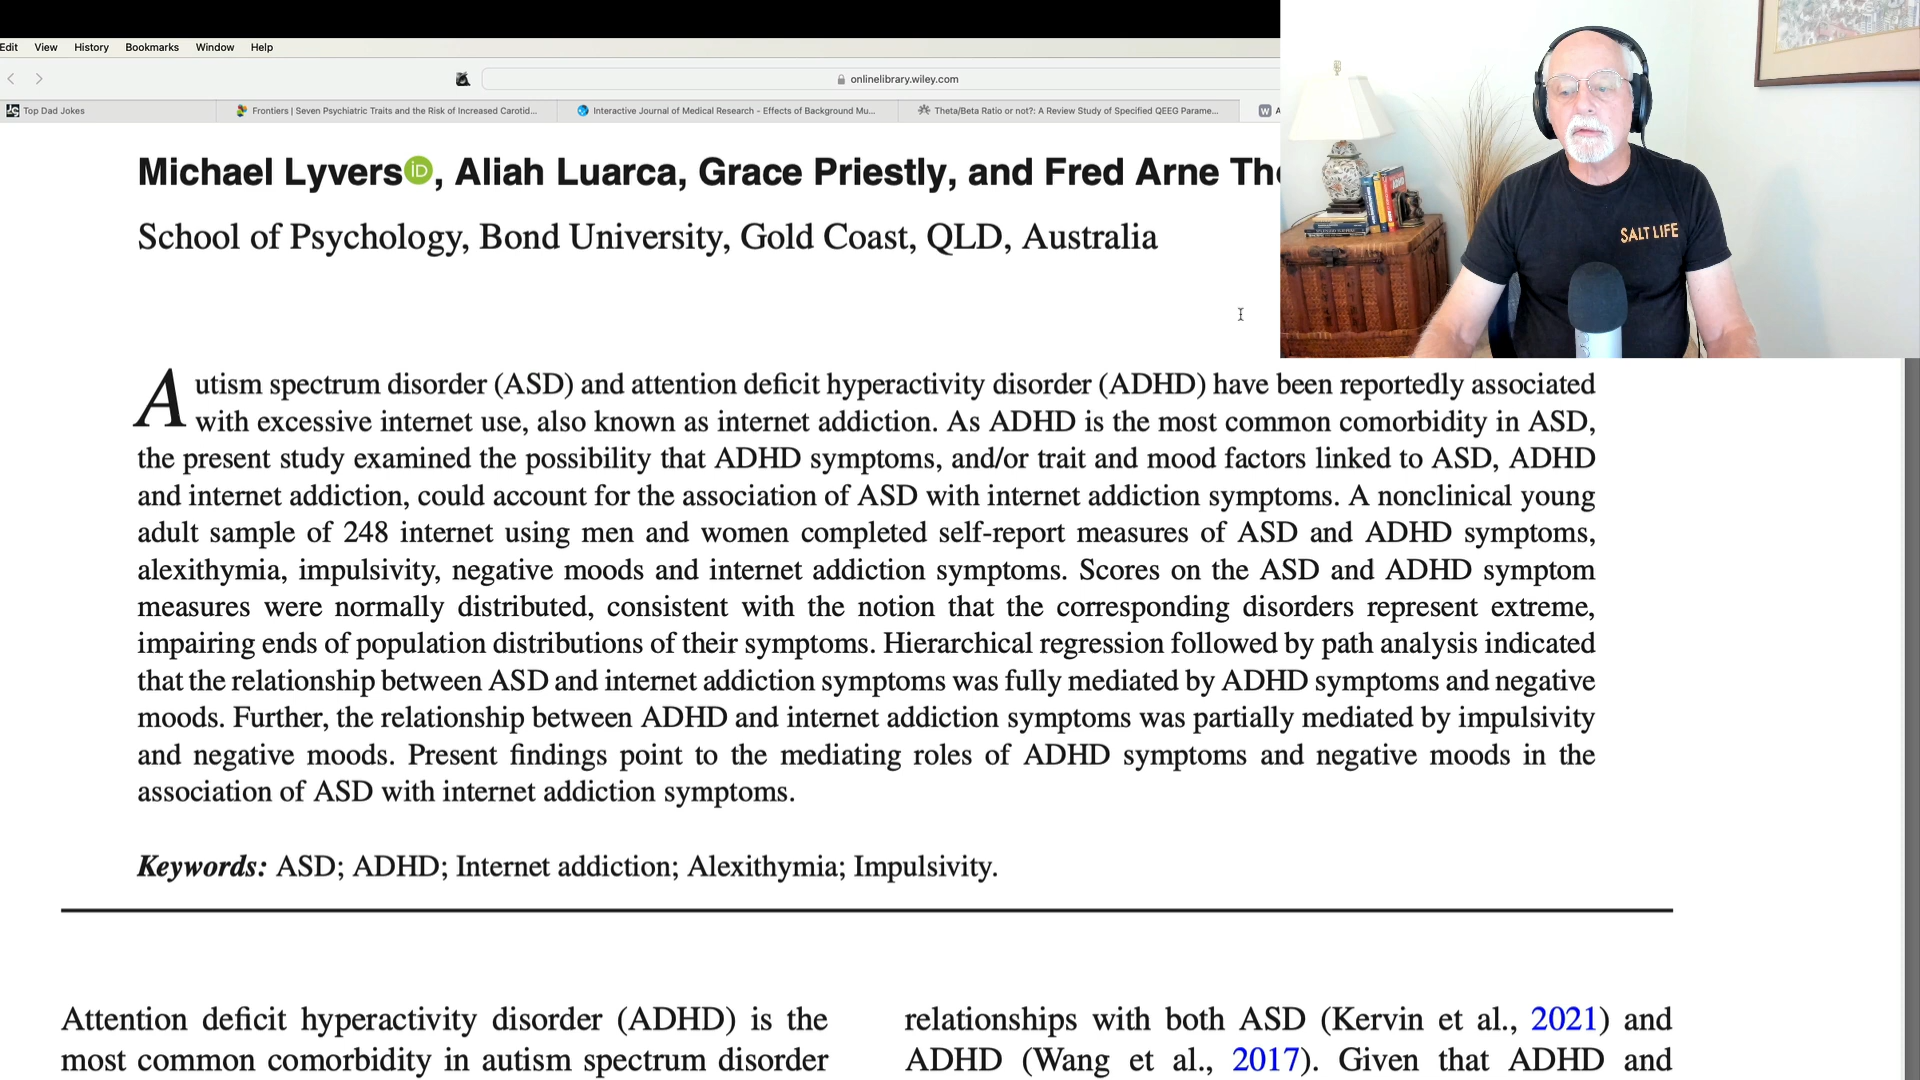 Edit View History Bookmarks Window Help
onlinelibrary.wiley.com
Top Dad Jokes
Frontiers | Seven Psychiatric Traits and the Risk of Increased Carotid...
Interactive Journal of Medical Research - Effects of Background Mu...
Theta/Beta Ratio or not?: A Review Study of Specified QEEG Parame...
W A
Michael Lyvers iD, Aliah Luarca, Grace Priestly, and Fred Arne
School of Psychology, Bond University, Gold Coast, QLD, Australia
SALT LIFE
Autism spectrum disorder (ASD) and attention deficit hyperactivity disorder (ADHD) have been reportedly associated
with excessive internet use, also known as internet addiction. As ADHD is the most common comorbidity in ASD,
the present study examined the possibility that ADHD symptoms, and/or trait and mood factors linked to ASD, ADHD
and internet addiction, could account for the association of ASD with internet addiction symptoms. A nonclinical young
adult sample of 248 internet using men and women completed self-report measures of ASD and ADHD symptoms,
alexithymia, impulsivity, negative moods and internet addiction symptoms. Scores on the ASD and ADHD symptom
measures were normally distributed, consistent with the notion that the corresponding disorders represent extreme,
impairing ends of population distributions of their symptoms. Hierarchical regression followed by path analysis indicated
that the relationship between ASD and internet addiction symptoms was fully mediated by ADHD symptoms and negative
moods. Further, the relationship between ADHD and internet addiction symptoms was partially mediated by impulsivity
and negative moods. Present findings point to the mediating roles of ADHD symptoms and negative moods in the
association of ASD with internet addiction symptoms.
Keywords: ASD; ADHD; Internet addiction; Alexithymia; Impulsivity.
Attention deficit hyperactivity disorder (ADHD) is the
most common comorbidity in autism spectrum disorder
relationships with both ASD (Kervin et al., 2021) and
ADHD (Wang et al., 2017). Given that ADHD and